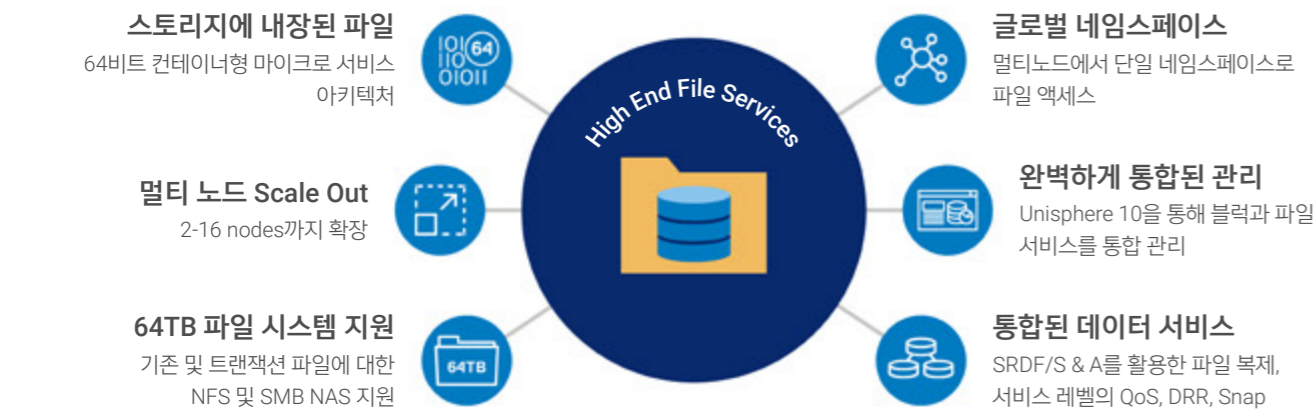 스토리지에 내장된 파일
64비트 컨테이너형 마이크로 서비스
아키텍처
멀티 노드 Scale Out
2-16 nodes까지 확장
64TB 파일 시스템 지원
기존 및 트랜잭션 파일에 대한
NFS 및 SMB NAS 지원
IOI
64
IIO
OIOII
64TB
High End File Services
글로벌 네임스페이스
멀티노드에서 단일 네임스페이스로
파일 액세스
완벽하게 통합된 관리
Unisphere 10을 통해 블럭과 파일
서비스를 통합 관리
통합된 데이터 서비스
SRDF/S & A를 활용한 파일 복제,
서비스 레벨의 QoS, DRR, Snap